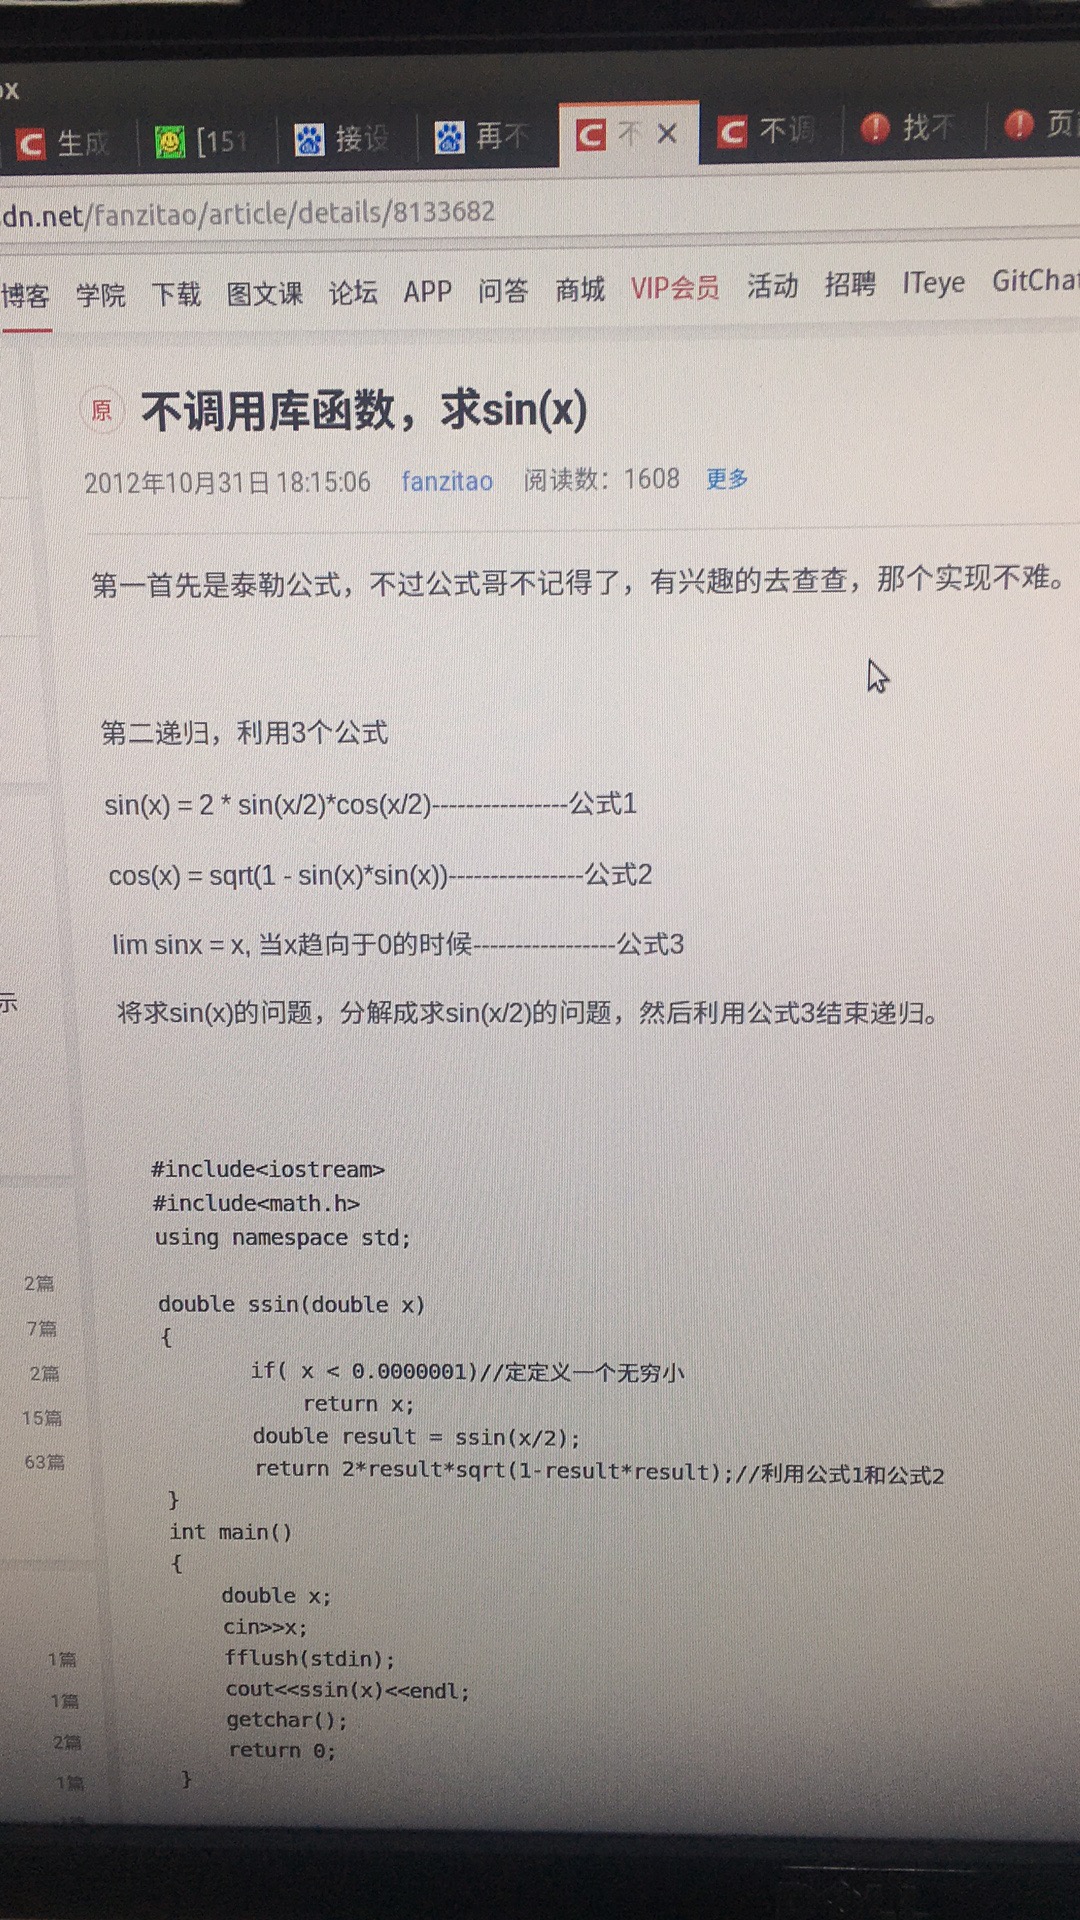 ox
生成
[151
接设
再不
不
不调
找不
页
dn.net/fanzitao/article/details/8133682
博客 学院 下载 图文课 论坛 APP 问答 商城 VIP会员 活动 招聘 ITeye GitChat
原 不调用库函数，求sin(x)
2012年10月31日 18:15:06 fanzitao 阅读数：1608 更多
第一首先是泰勒公式，不过公式哥不记得了，有兴趣的去查查，那个实现不难。
第二递归，利用3个公式
sin(x) = 2 * sin(x/2)*cos(x/2)----------------公式1
cos(x) = sqrt(1 - sin(x)*sin(x))----------------公式2
lim sinx = x, 当x趋向于0的时候-----------------公式3
示
将求sin(x)的问题，分解成求sin(x/2)的问题，然后利用公式3结束递归。
#include<iostream>
#include<math.h>
using namespace std;
double ssin(double x)
{
if( x < 0.0000001)//定定义一个无穷小
return x;
double result = ssin(x/2);
return 2*result*sqrt(1-result*result);//利用公式1和公式2
}
int main()
{
double x;
cin>>x;
fflush(stdin);
cout<<ssin(x)<<endl;
getchar();
return 0;
}
2篇
7篇
2篇
15篇
63篇
1篇
1篇
2篇
1篇